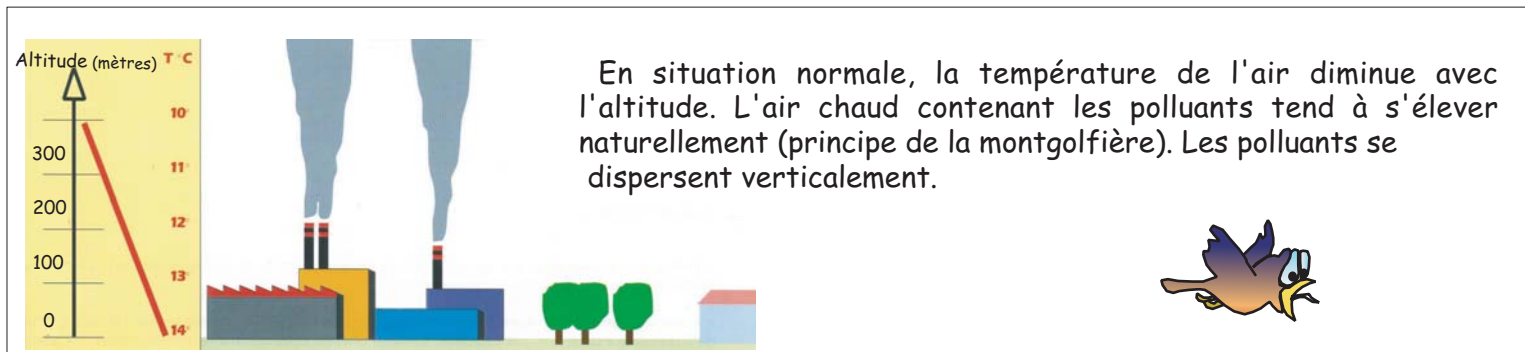 Altitude (mètres) T °C
10°
300
11°
200
12°
100
13°
0
14°
En situation normale, la température de l'air diminue avec
l'altitude. L'air chaud contenant les polluants tend à s'élever
naturellement (principe de la montgolfière). Les polluants se
dispersent verticalement.